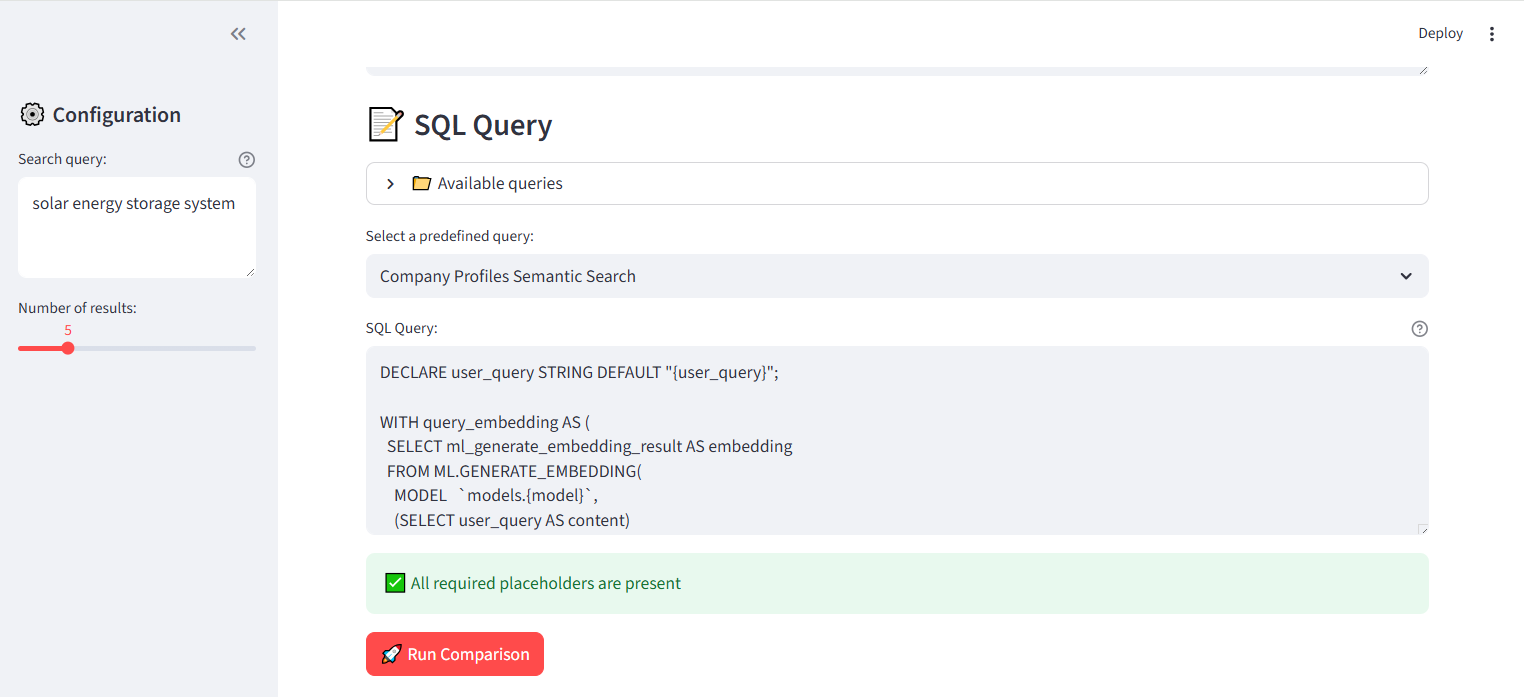 Deploy
Configuration
Search query:
solar energy storage system
Number of results:
5
SQL Query
Available queries
Select a predefined query:
Company Profiles Semantic Search
SQL Query:
DECLARE user_query STRING DEFAULT "{user_query}";
WITH query_embedding AS (
SELECT ml_generate_embedding_result AS embedding
FROM ML.GENERATE_EMBEDDING(
MODEL `models.{model}`,
(SELECT user_query AS content)
All required placeholders are present
Run Comparison